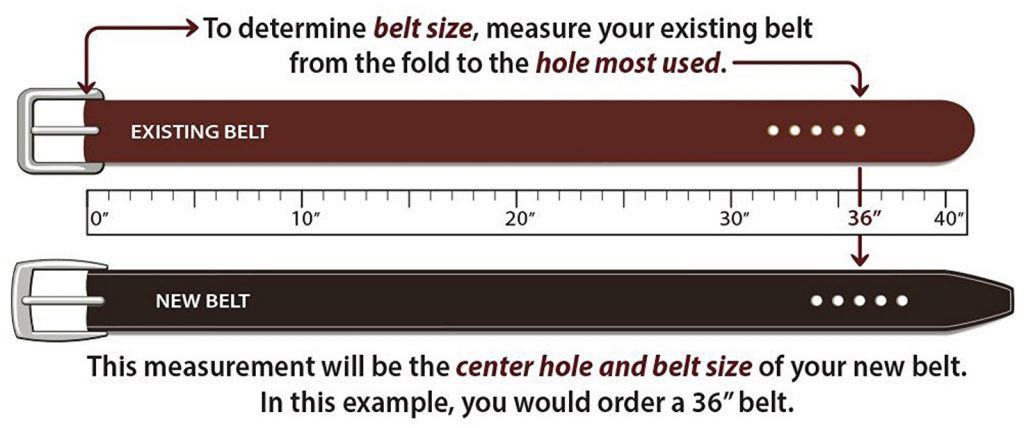 To determine belt size, measure your existing belt
from the fold to the hole most used.
EXISTING BELT
0” 10” 20” 30” 36” 40”
NEW BELT
This measurement will be the center hole and belt size of your new belt.
In this example, you would order a 36” belt.